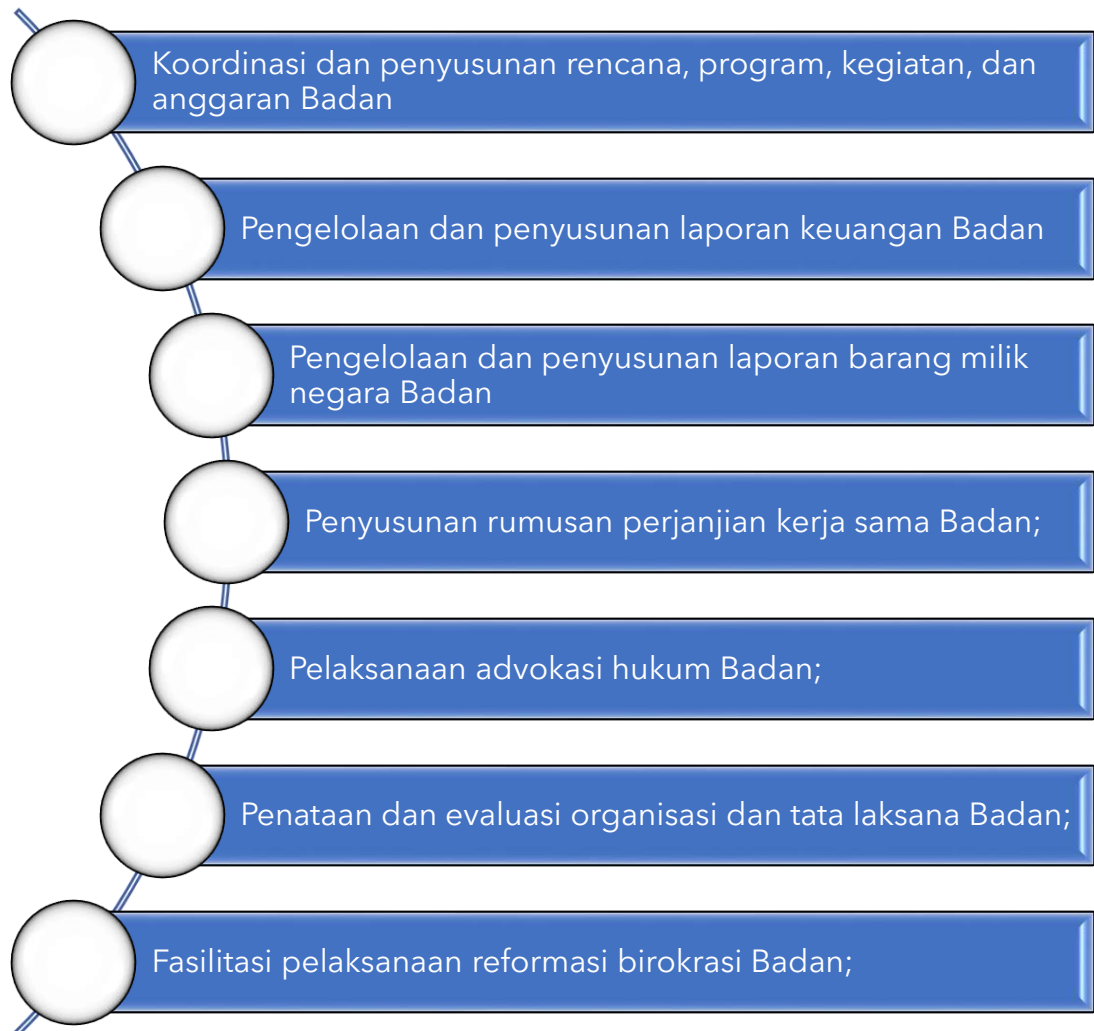 Koordinasi dan penyusunan rencana, program, kegiatan, dan
anggaran Badan
Pengelolaan dan penyusunan laporan keuangan Badan
Pengelolaan dan penyusunan laporan barang milik
negara Badan
Penyusunan rumusan perjanjian kerja sama Badan;
Pelaksanaan advokasi hukum Badan;
Penataan dan evaluasi organisasi dan tata laksana Badan;
Fasilitasi pelaksanaan reformasi birokrasi Badan;